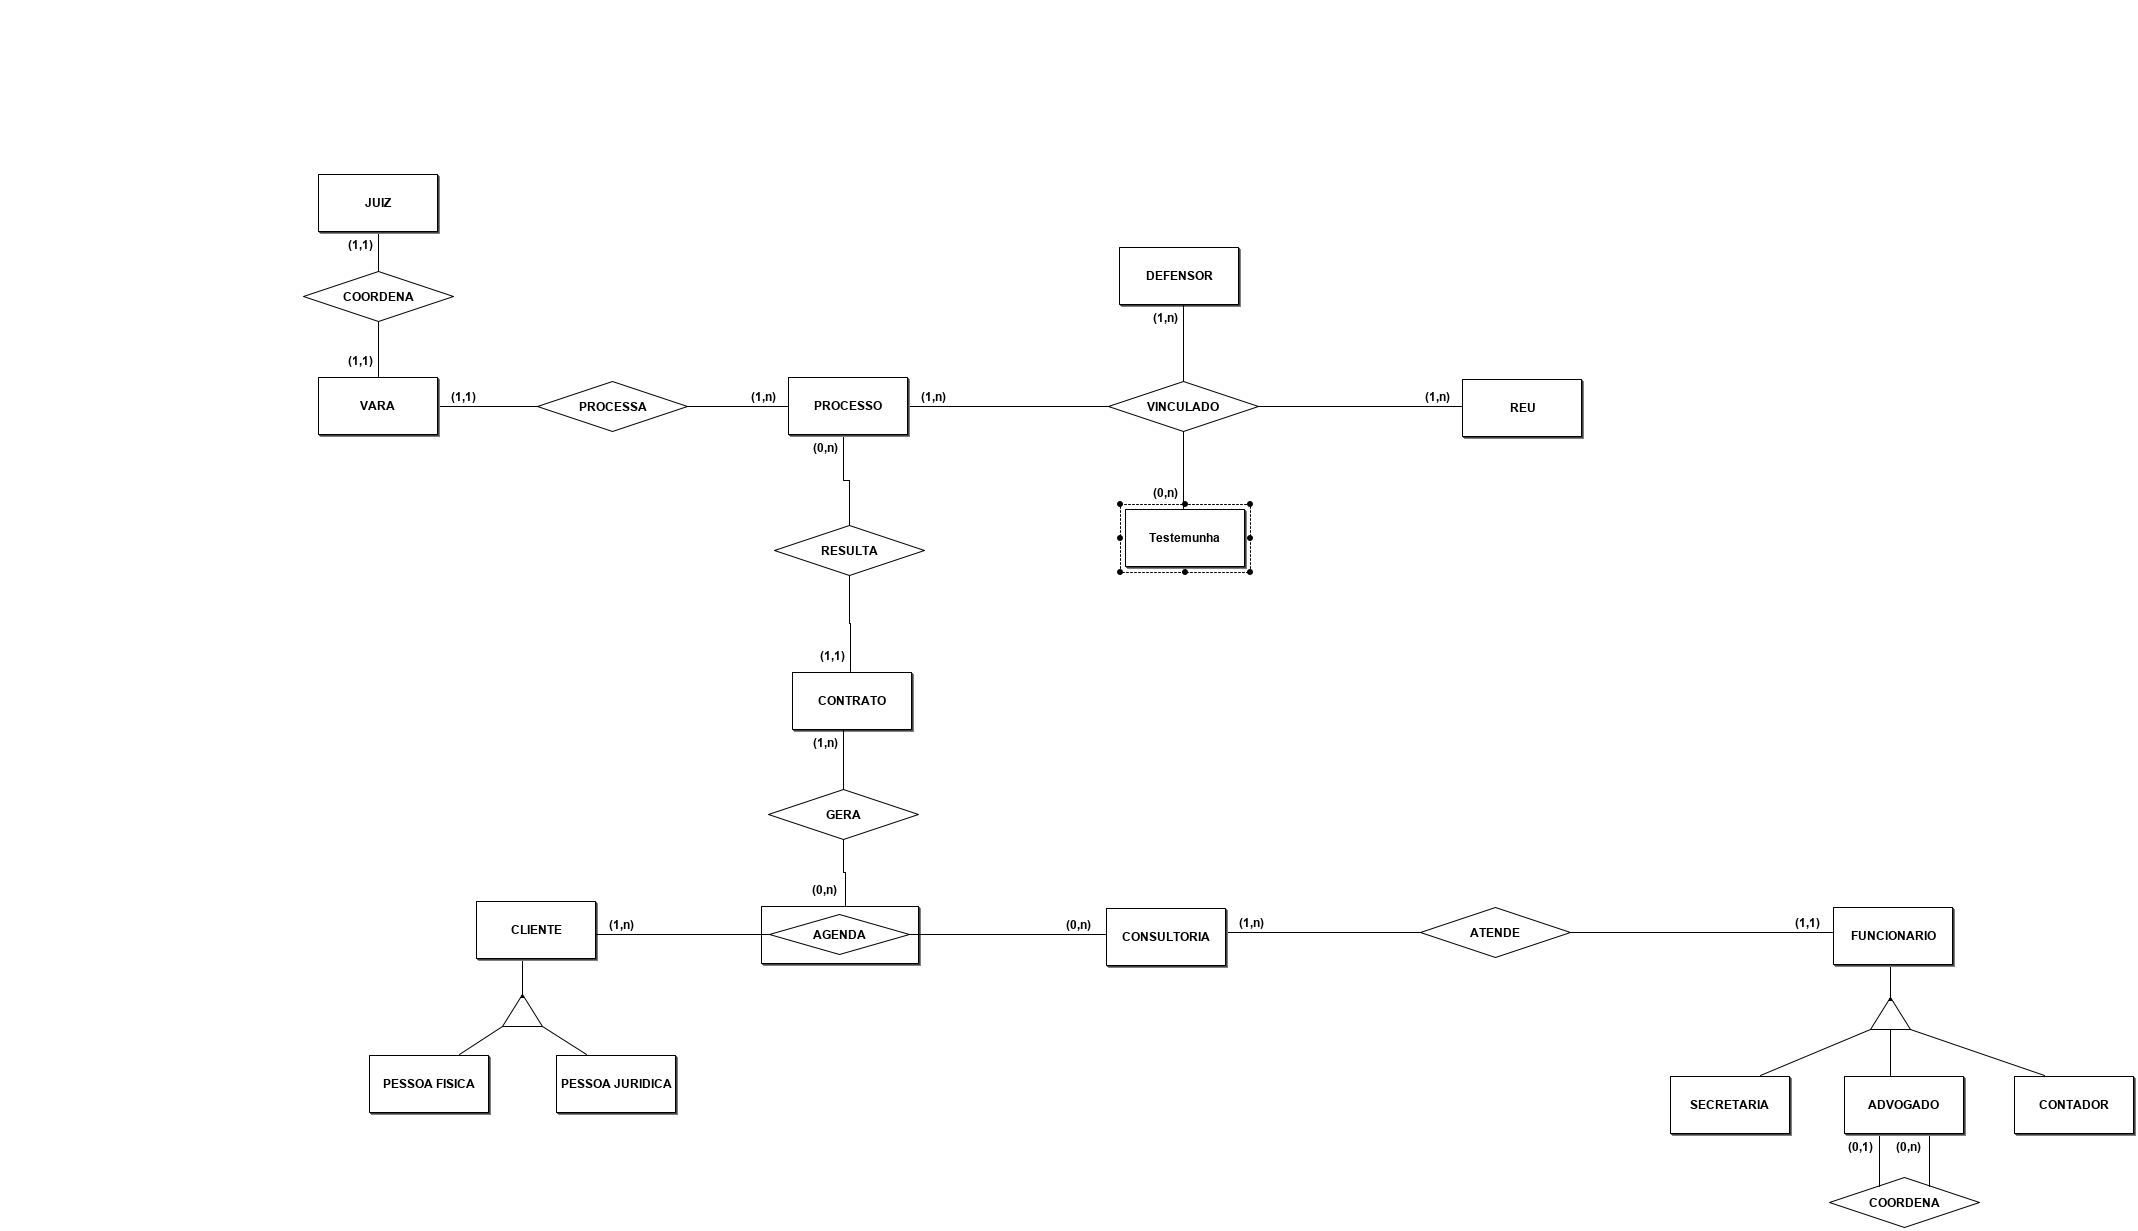 JUIZ
(1,1)
DEFENSOR
COORDENA
(1,n)
(1,1)
VARA
(1,1)
PROCESSA
(1,n)
PROCESSO
(1,n)
VINCULADO
(1,n)
REU
(0,n)
(0,n)
Testemunha
RESULTA
(1,1)
CONTRATO
(1,n)
GERA
(0,n)
CLIENTE
(1,n)
AGENDA
(0,n)
CONSULTORIA
(1,n)
ATENDE
(1,1)
FUNCIONARIO
PESSOA FISICA
PESSOA JURIDICA
SECRETARIA
ADVOGADO
CONTADOR
(0,1)
(0,n)
COORDENA